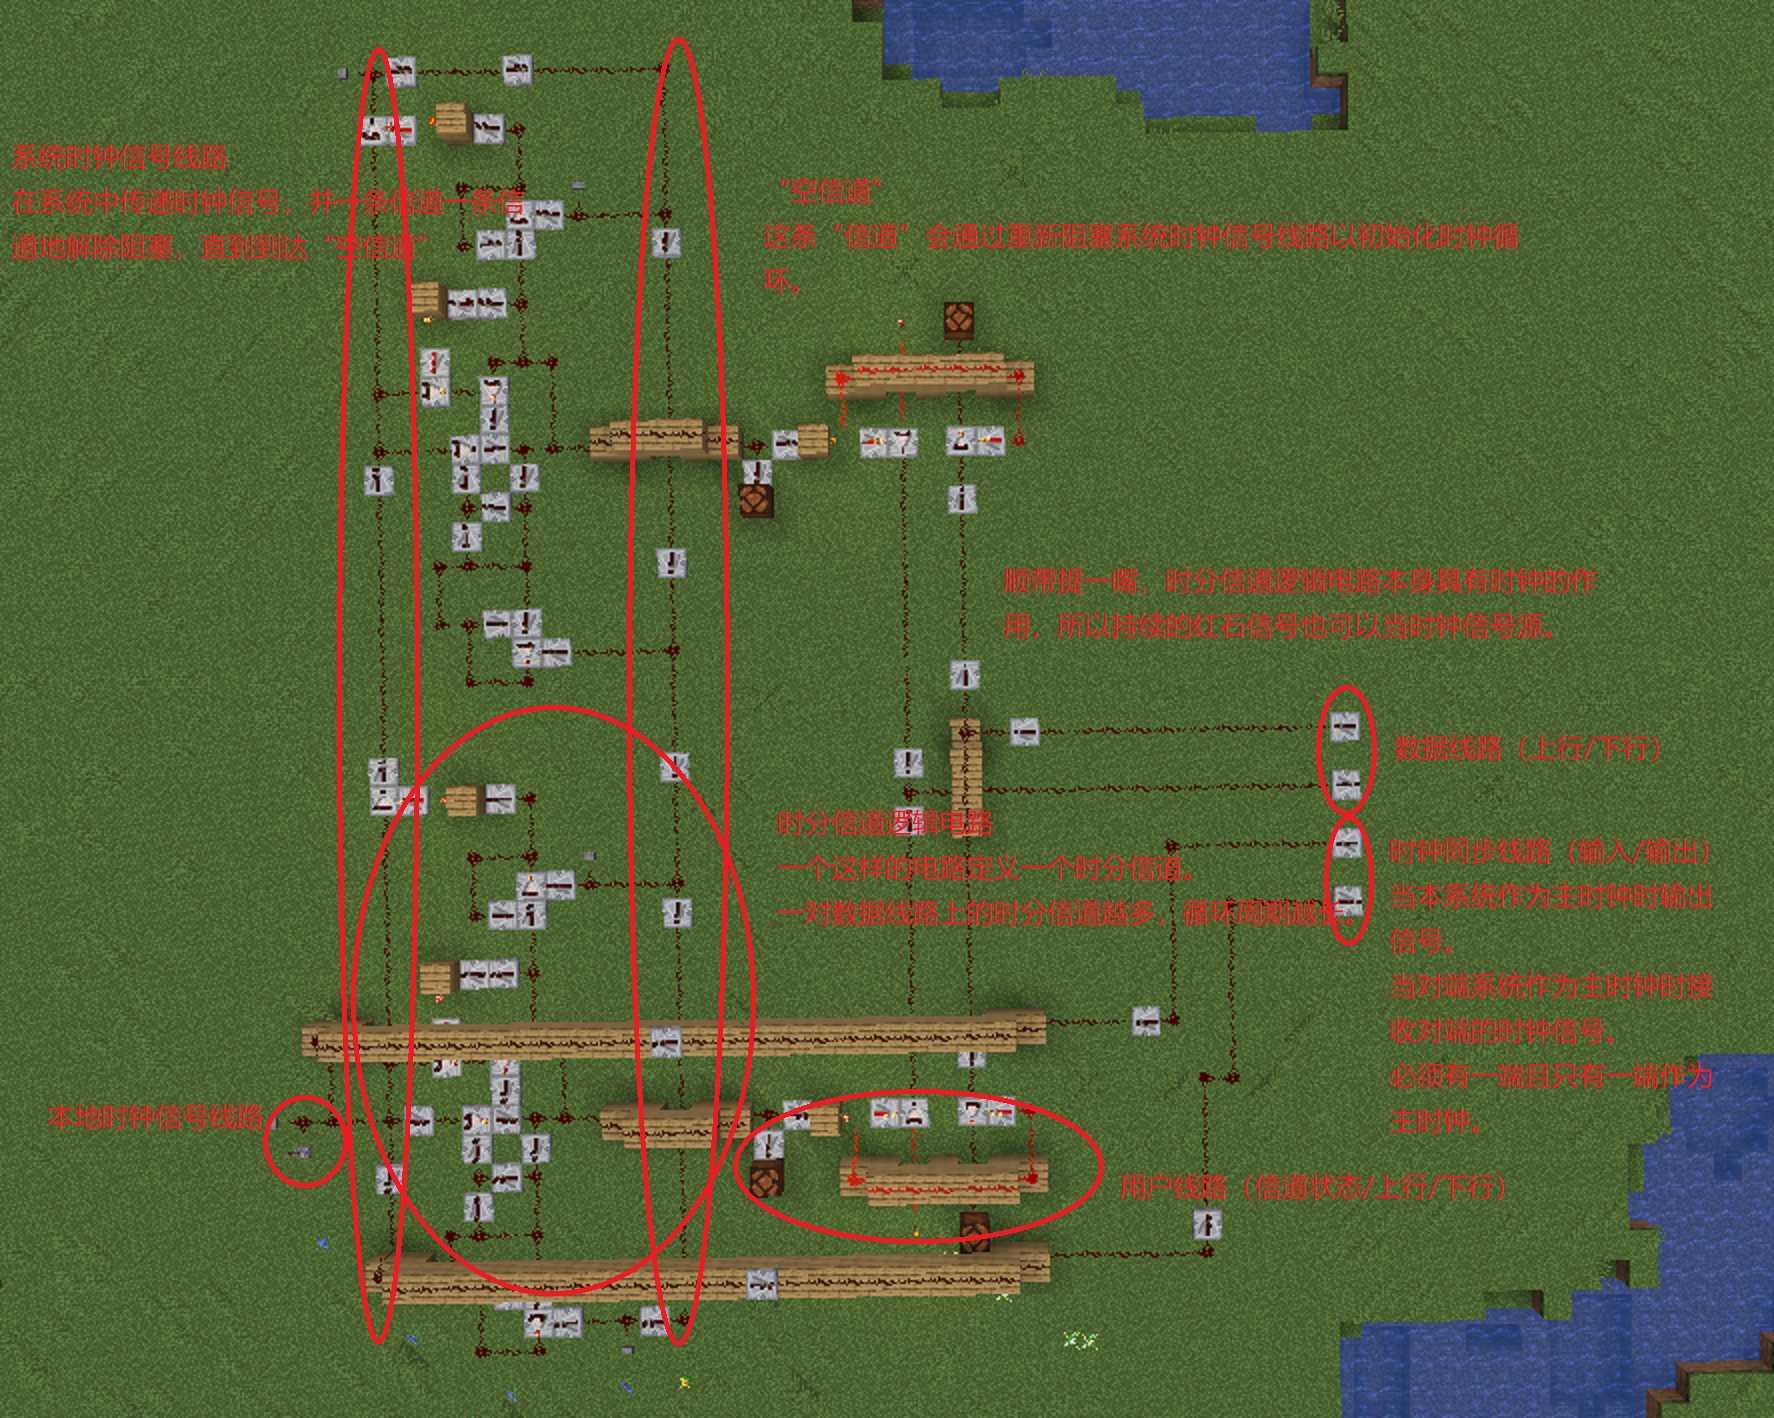 系统时钟信号线路
在系统中传递时钟信号，并一条信道一条信
道地解除阻塞，直到到达“空信道”
“空信道”
这条“信道”会通过重新阻塞系统时钟信号线路以初始化时钟循
环。
顺带提一嘴，时分信道逻辑电路本身具有时钟的作
用，所以持续的红石信号也可以当时钟信号源。
数据线路（上行/下行）
时分信道逻辑电路
一个这样的电路定义一个时分信道。
一对数据线路上的时分信道越多，循环周期越长。
时钟同步线路（输入/输出）
当本系统作为主时钟时输出
信号。
当对端系统作为主时钟时接
收对端的时钟信号。
必须有一端且只有一端作为
主时钟。
本地时钟信号线路
用户线路（信道状态/上行/下行）